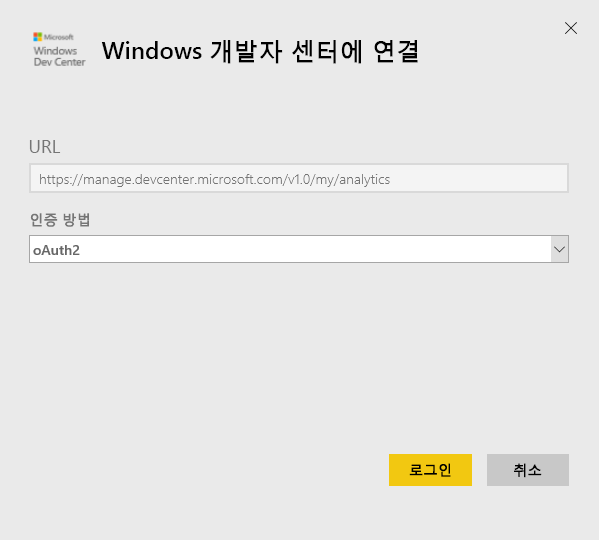 Microsoft
Windows
Dev Center
Windows 개발자 센터에 연결
URL
https://manage.devcenter.microsoft.com/v1.0/my/analytics
인증 방법
oAuth2
로그인
취소